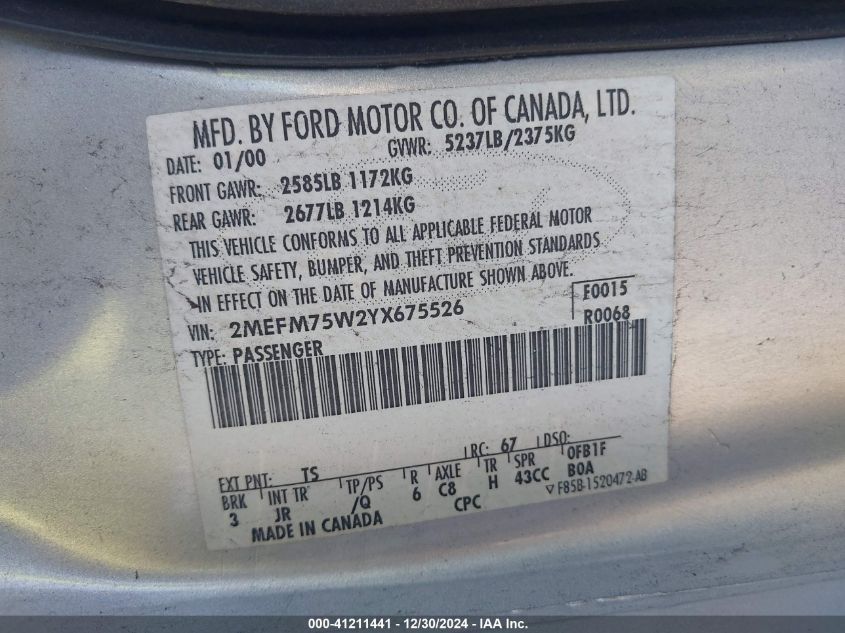 MFD. BY FORD MOTOR CO. OF CANADA, LTD.
DATE: 01/00 GVWR: 5237LB/2375KG
FRONT GAWR: 2585LB 1172KG
REAR GAWR: 2677LB 1214KG
THIS VEHICLE CONFORMS TO ALL APPLICABLE FEDERAL MOTOR
VEHICLE SAFETY, BUMPER, AND THEFT PREVENTION STANDARDS
IN EFFECT ON THE DATE OF MANUFACTURE SHOWN ABOVE.
VIN: 2MEFM75W2YX675526 E0015
TYPE: PASSENGER R0068
EXT PNT: TS RC: 67 DSO: 0FB1F
BRK INT TR TP/PS R AXLE TR SPR B0A
3 JR /Q 6 C8 H 43CC
MADE IN CANADA CPC ▽ F85B-1520472-AB
000-41211441 - 12/30/2024 - IAA Inc.